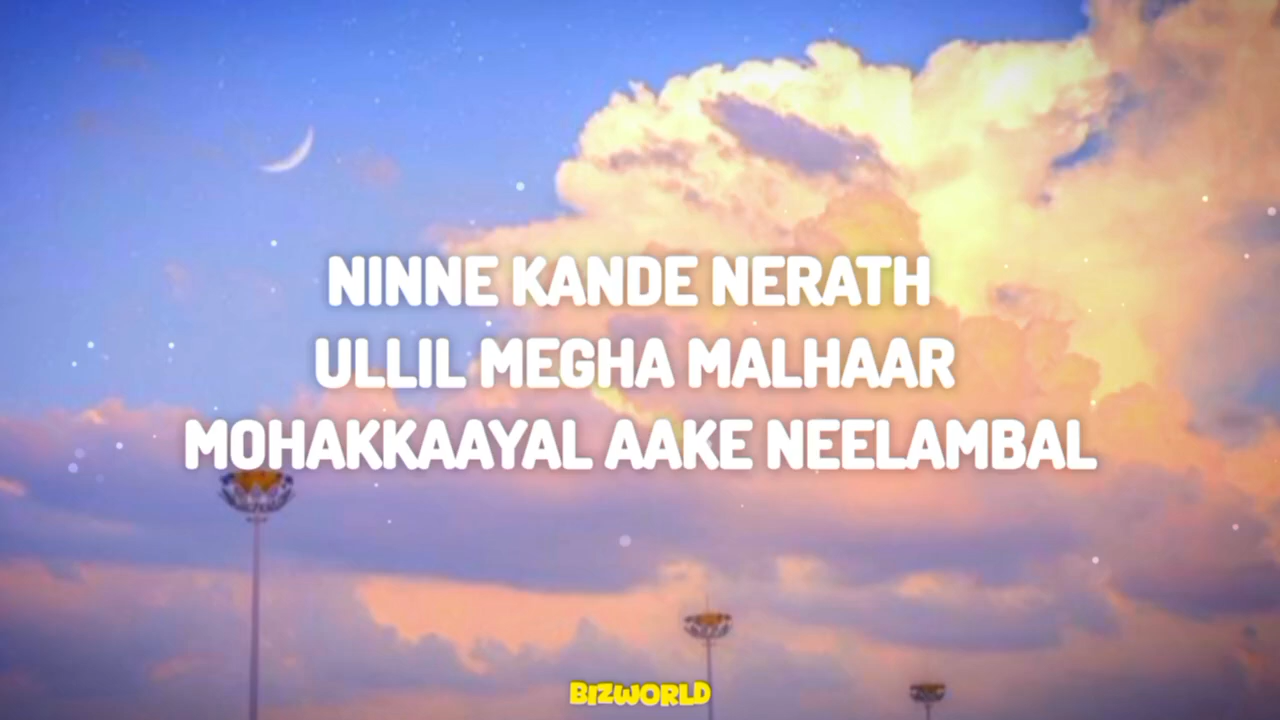 NINNE KANDE NERATH
ULLIL MEGHA MALHAAR
MOHAKKAAYAL AAKE NEELAMBAL
BIZWORLD